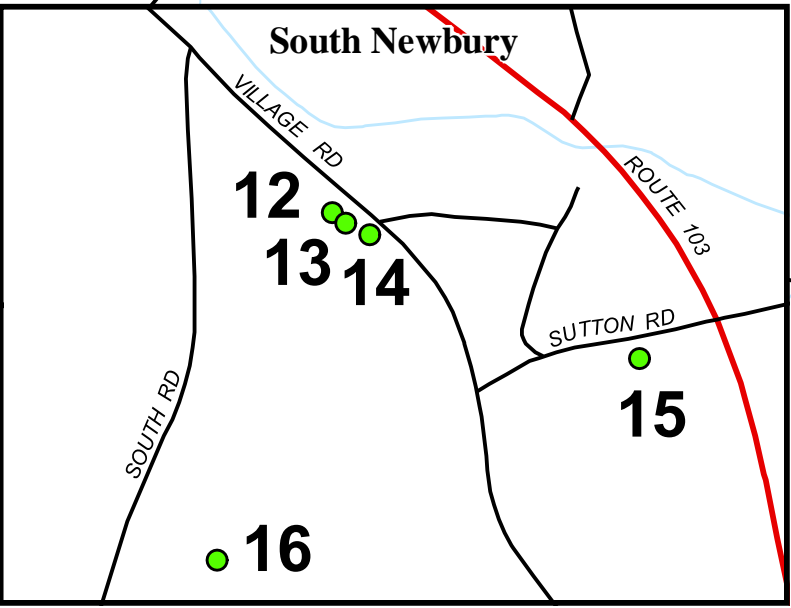 South Newbury
VILLAGE RD
ROUTE 103
12
13
14
SUTTON RD
15
SOUTH RD
16